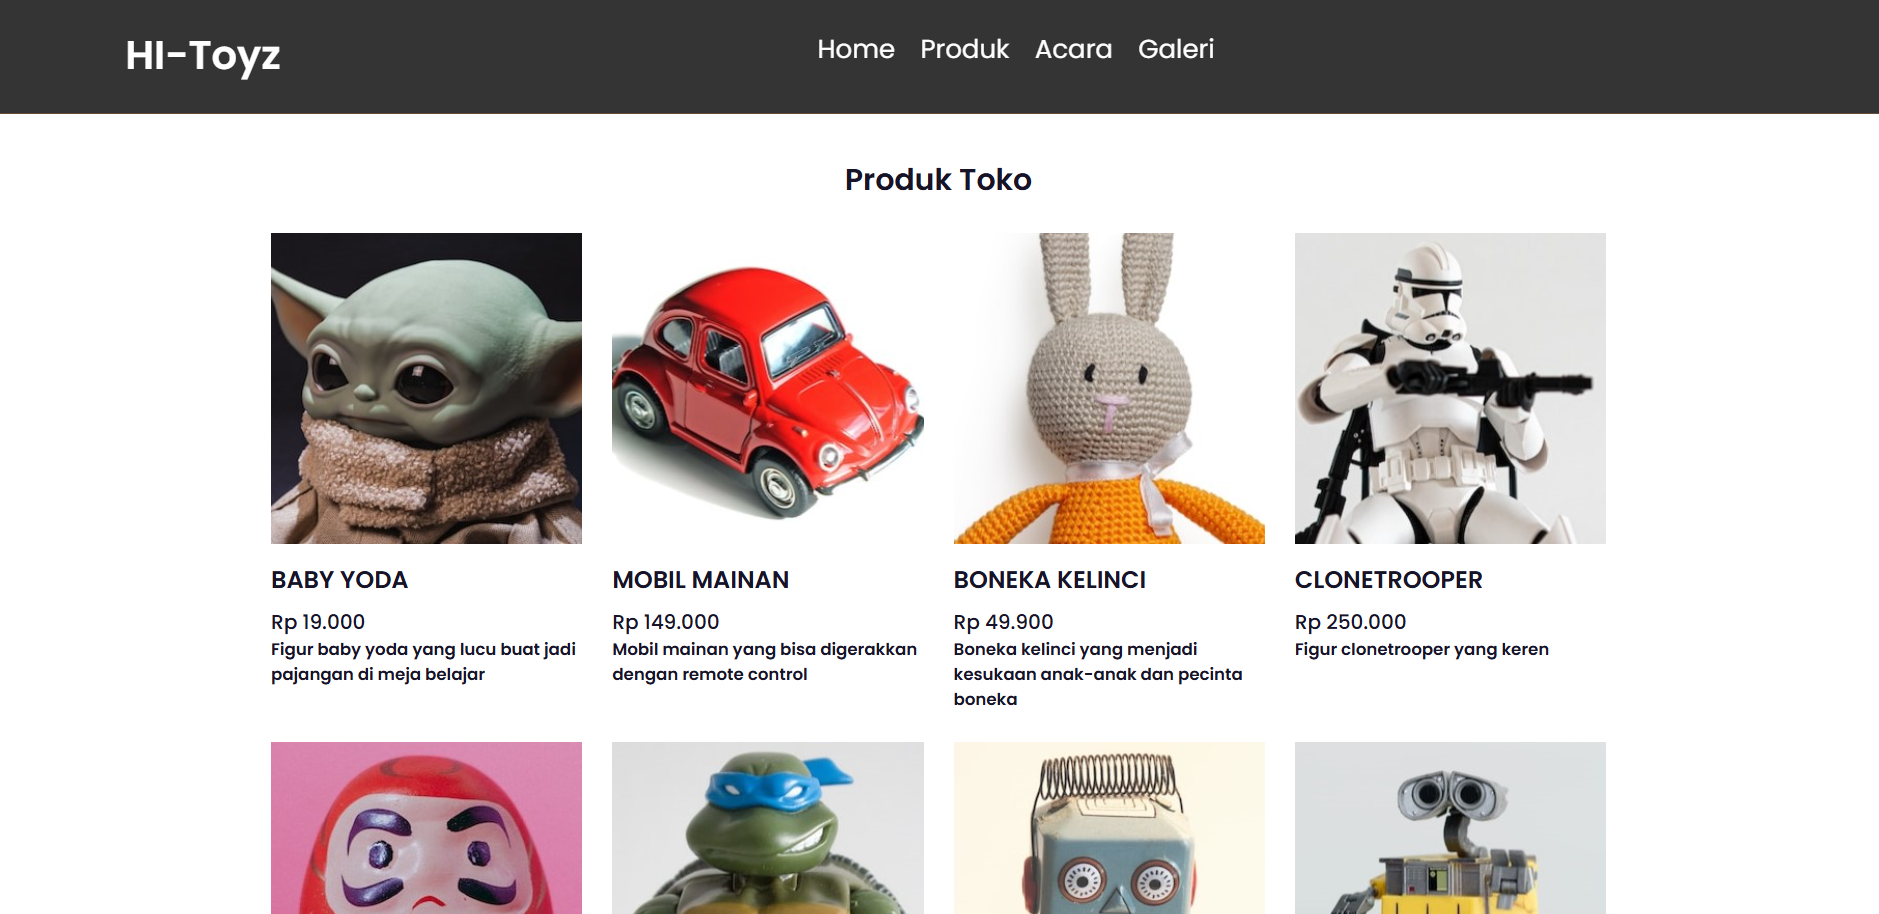 HI-Toyz
Home Produk Acara Galeri
Produk Toko
BABY YODA
Rp 19.000
Figur baby yoda yang lucu buat jadi
pajangan di meja belajar
MOBIL MAINAN
Rp 149.000
Mobil mainan yang bisa digerakkan
dengan remote control
BONEKA KELINCI
Rp 49.900
Boneka kelinci yang menjadi
kesukaan anak-anak dan pecinta
boneka
CLONETROOPER
Rp 250.000
Figur clonetrooper yang keren